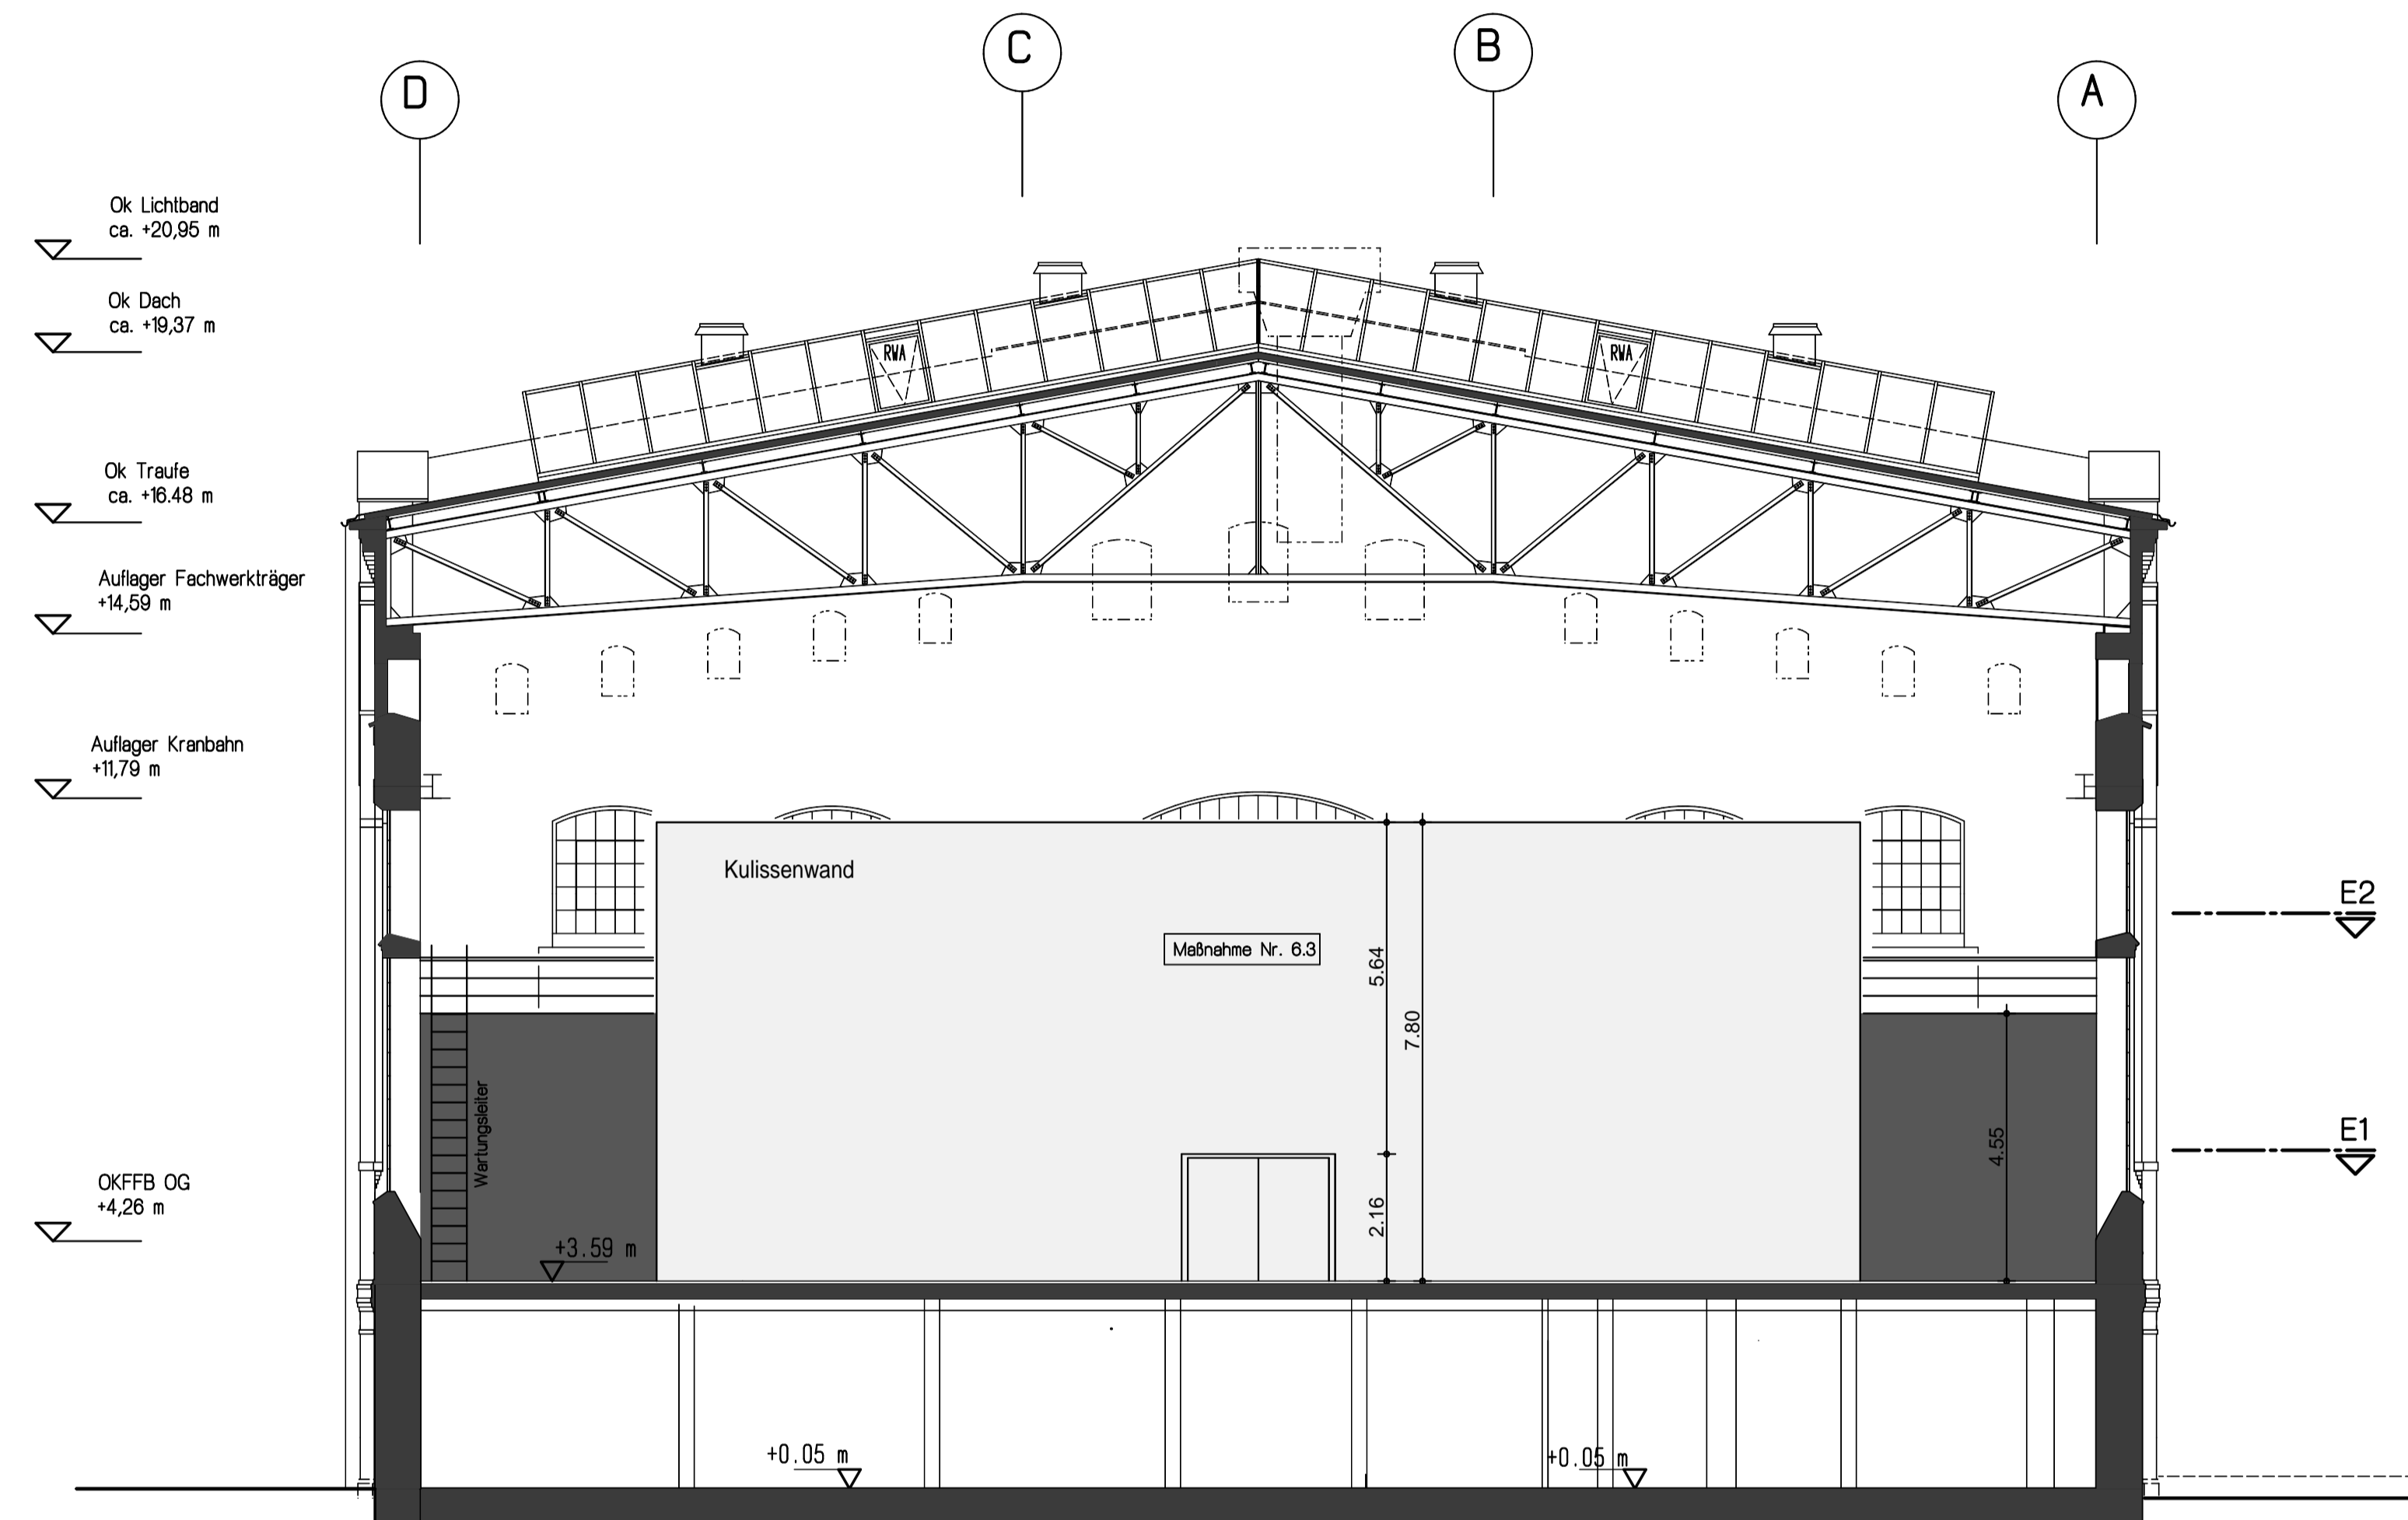 D
C
B
A
Ok Lichtband
ca. +20,95 m
Ok Dach
ca. +19,37 m
RWA
RWA
Ok Traufe
ca. +16.48 m
Auflager Fachwerkträger
+14,59 m
Auflager Kranbahn
+11,79 m
Kulissenwand
E2
Maßnahme Nr. 6.3
5.64
7.80
Wartungsleiter
E1
4.55
OKFFB OG
+4,26 m
2.16
+3.59 m
+0.05 m
+0.05 m